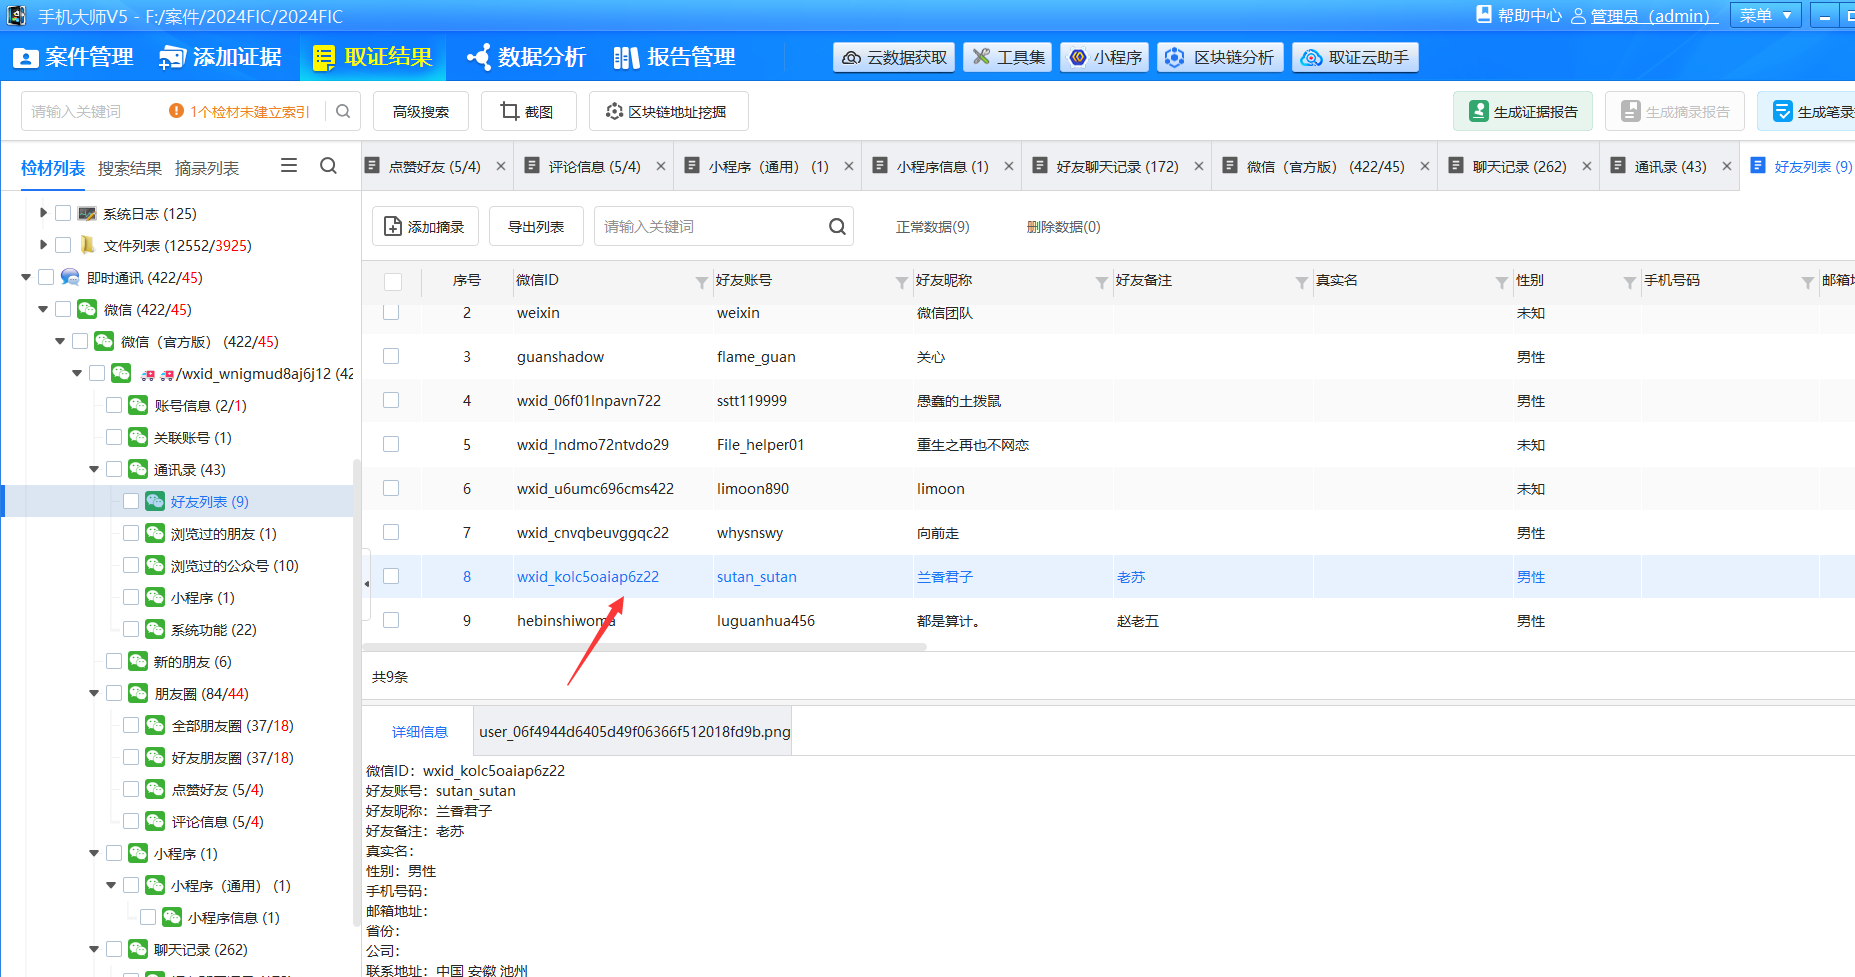 手机大师V5 - F:/案件/2024FIC/2024FIC
帮助中心 管理员（admin） 菜单
案件管理 添加证据 取证结果 数据分析 报告管理
云数据获取 工具集 小程序 区块链分析 取证云助手
请输入关键词 1个检材未建立索引 高级搜索 截图 区块链地址挖掘
生成证据报告 生成摘录报告 生成笔录
检材列表 搜索结果 摘录列表
点赞好友 (5/4) 评论信息 (5/4) 小程序（通用） (1) 小程序信息 (1) 好友聊天记录 (172) 微信（官方版） (422/45) 聊天记录 (262) 通讯录 (43) 好友列表 (9)
系统日志 (125)
文件列表 (12552/3925)
即时通讯 (422/45)
微信 (422/45)
微信（官方版） (422/45)
/wxid_wnigmud8aj6j12 (42
账号信息 (2/1)
关联账号 (1)
通讯录 (43)
好友列表 (9)
浏览过的朋友 (1)
浏览过的公众号 (10)
小程序 (1)
系统功能 (22)
新的朋友 (6)
朋友圈 (84/44)
全部朋友圈 (37/18)
好友朋友圈 (37/18)
点赞好友 (5/4)
评论信息 (5/4)
小程序 (1)
小程序（通用） (1)
小程序信息 (1)
聊天记录 (262)
添加摘录 导出列表 请输入关键词 正常数据(9) 删除数据(0)
序号 微信ID 好友账号 好友昵称 好友备注 真实名 性别 手机号码 邮箱
2 weixin weixin 微信团队 未知
3 guanshadow flame_guan 关心 男性
4 wxid_06f01lnpavn722 sstt119999 愚蠢的土拨鼠 男性
5 wxid_lndmo72ntvdo29 File_helper01 重生之再也不网恋 未知
6 wxid_u6umc696cms422 limoon890 limoon 未知
7 wxid_cnvqbeuvggqc22 whysnswy 向前走 男性
8 wxid_kolc5oaiap6z22 sutan_sutan 兰香君子 老苏 男性
9 hebinshiwoma luguanhua456 都是算计。 赵老五 男性
共9条
详细信息 user_06f4944d6405d49f06366f512018fd9b.png
微信ID：wxid_kolc5oaiap6z22
好友账号：sutan_sutan
好友昵称：兰香君子
好友备注：老苏
真实名：
性别：男性
手机号码：
邮箱地址：
省份：
公司：
联系地址：中国 安徽 池州